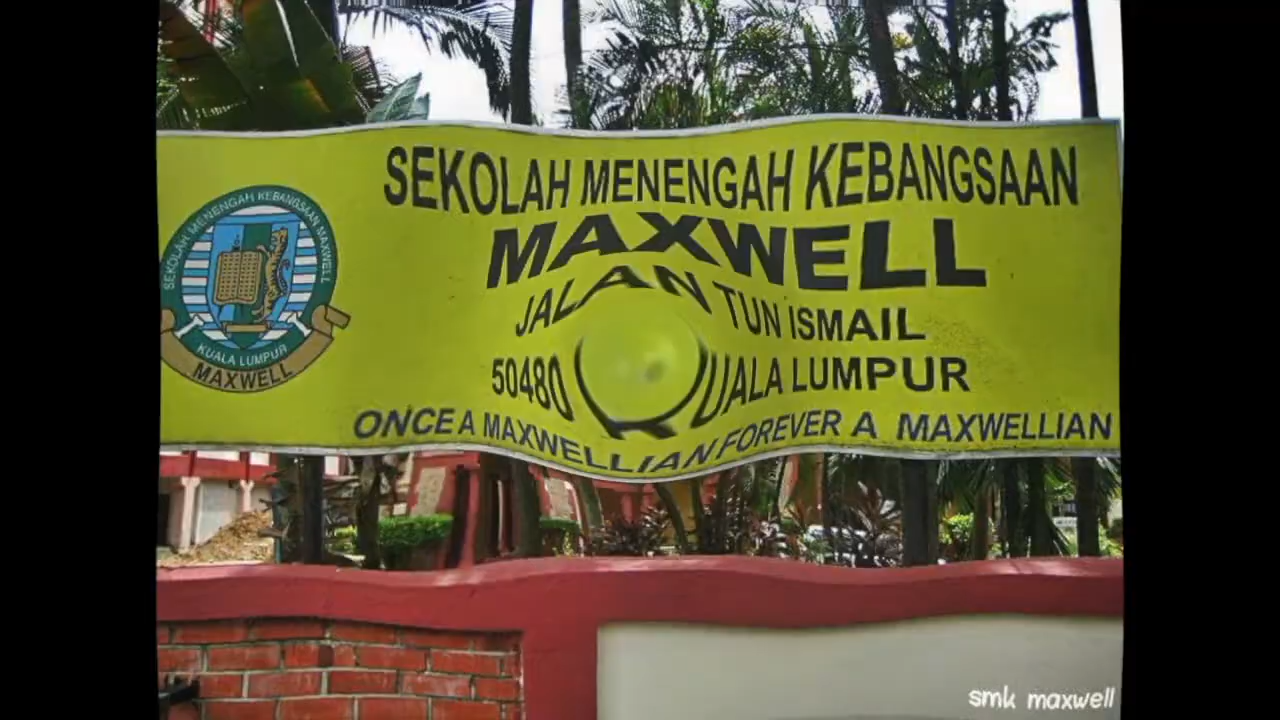 SEKOLAH MENENGAH KEBANGSAAN
MAXWELL
JALAN TUN ISMAIL
50480 KUALA LUMPUR
ONCE A MAXWELLIAN FOREVER A MAXWELLIAN
SEKOLAH MENENGAH KEBANGSAAN MAXWELL
KUALA LUMPUR
MAXWELL
smk maxwell